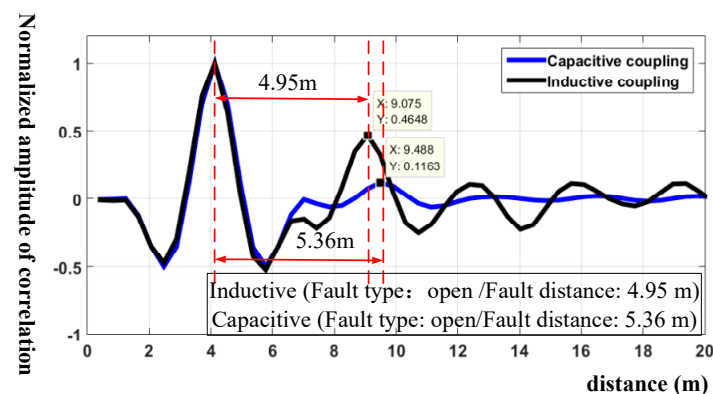 Normalized amplitude of correlation
1
0.5
0
-0.5
-1
Capacitive coupling
Inductive coupling
4.95m
X: 9.075
Y: 0.4648
X: 9.488
Y: 0.1163
5.36m
Inductive (Fault type：open /Fault distance: 4.95 m)
Capacitive (Fault type: open/Fault distance: 5.36 m)
0 2 4 6 8 10 12 14 16 18 20
distance (m)